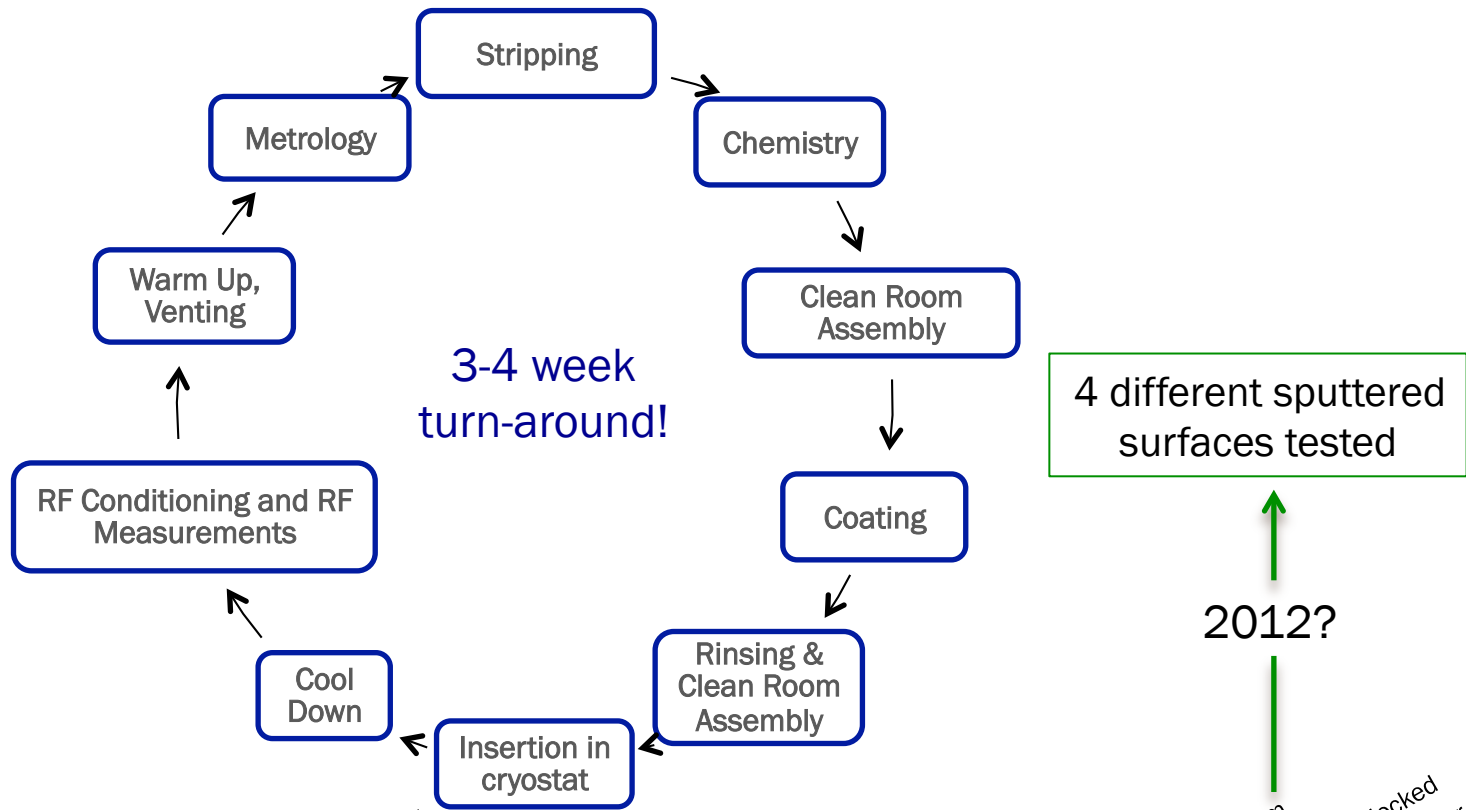 Stripping
Chemistry
Metrology
Clean Room
Assembly
Warm Up,
Venting
3-4 week
turn-around!
4 different sputtered
surfaces tested
Coating
RF Conditioning and RF
Measurements
2012?
Rinsing &
Clean Room
Assembly
Cool
Down
Insertion in
cryostat